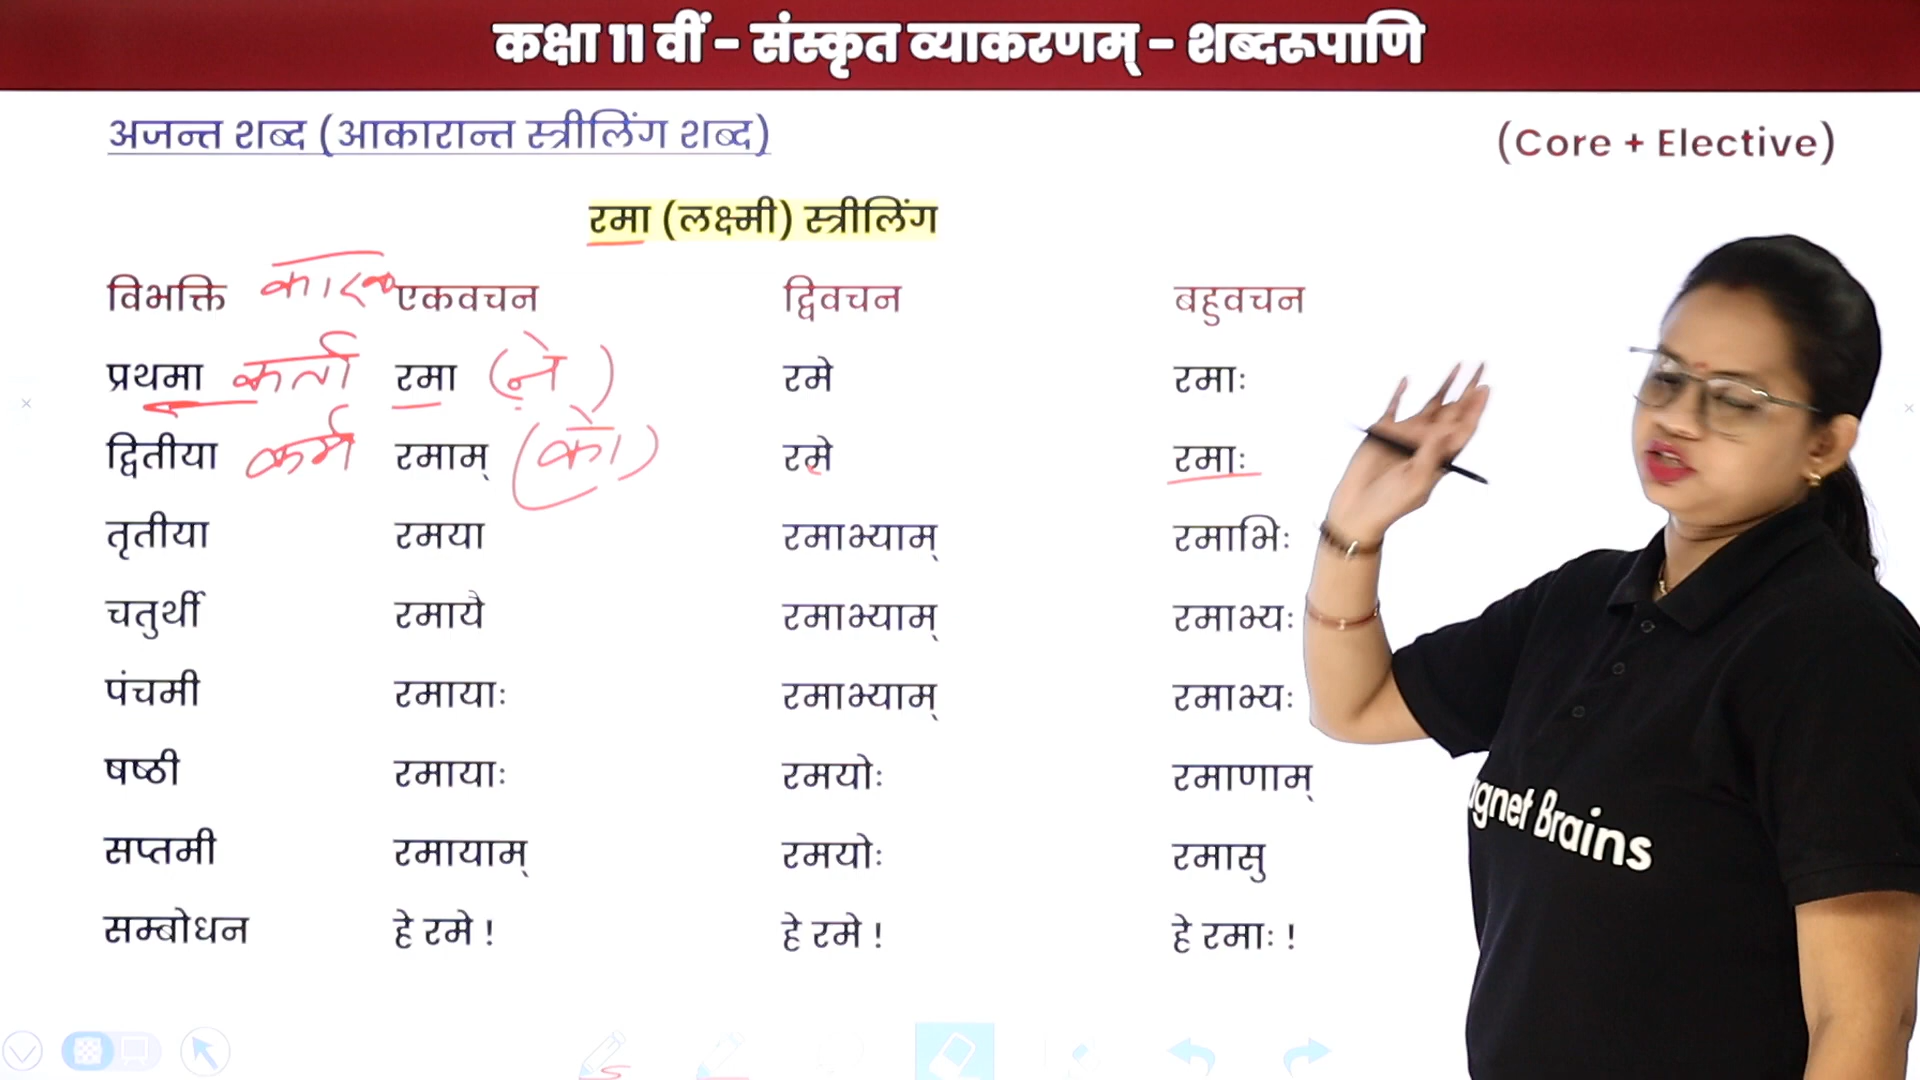 कक्षा 11 वीं - संस्कृत व्याकरणम् - शब्दरूपाणि
अजन्त शब्द (आकारान्त स्त्रीलिंग शब्द) (Core + Elective)
रमा (लक्ष्मी) स्त्रीलिंग
विभक्ति कारक एकवचन द्विवचन बहुवचन
प्रथमा कर्ता रमा (ने) रमे रमाः
द्वितीया कर्म रमाम् (को) रमे रमाः
तृतीया रमया रमाभ्याम् रमाभिः
चतुर्थी रमायै रमाभ्याम् रमाभ्यः
पंचमी रमायाः रमाभ्याम् रमाभ्यः
षष्ठी रमायाः रमयोः रमाणाम्
सप्तमी रमायाम् रमयोः रमासु
सम्बोधन हे रमे ! हे रमे ! हे रमाः !
gnet Brains